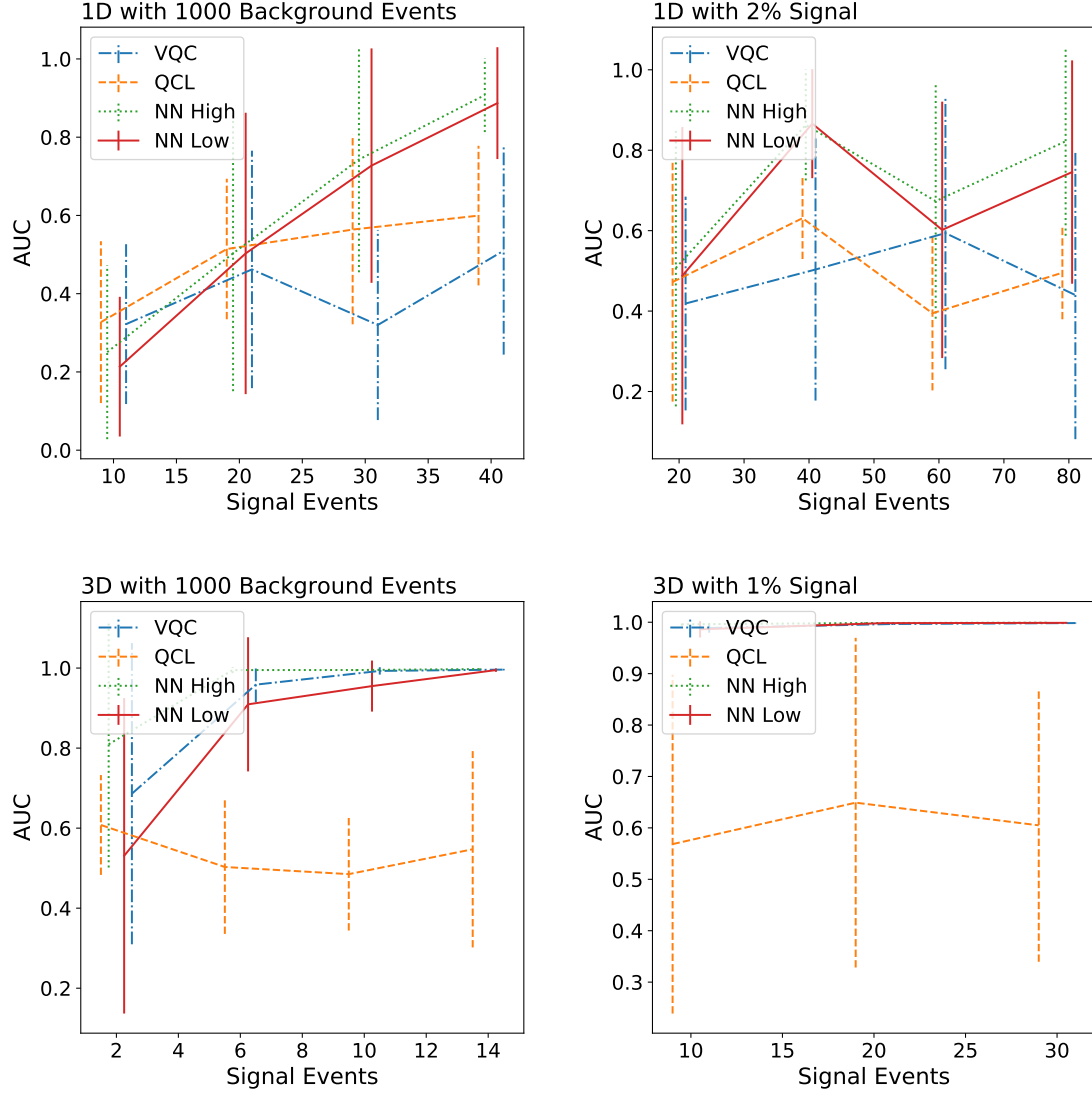 1D with 1000 Background Events
VQC
QCL
NN High
NN Low
1.0
0.8
0.6
0.4
0.2
0.0
AUC
10 15 20 25 30 35 40
Signal Events
1D with 2% Signal
VQC
QCL
NN High
NN Low
1.0
0.8
0.6
0.4
0.2
AUC
20 30 40 50 60 70 80
Signal Events
3D with 1000 Background Events
VQC
QCL
NN High
NN Low
1.0
0.8
0.6
0.4
0.2
AUC
2 4 6 8 10 12 14
Signal Events
3D with 1% Signal
VQC
QCL
NN High
NN Low
1.0
0.9
0.8
0.7
0.6
0.5
0.4
0.3
AUC
10 15 20 25 30
Signal Events